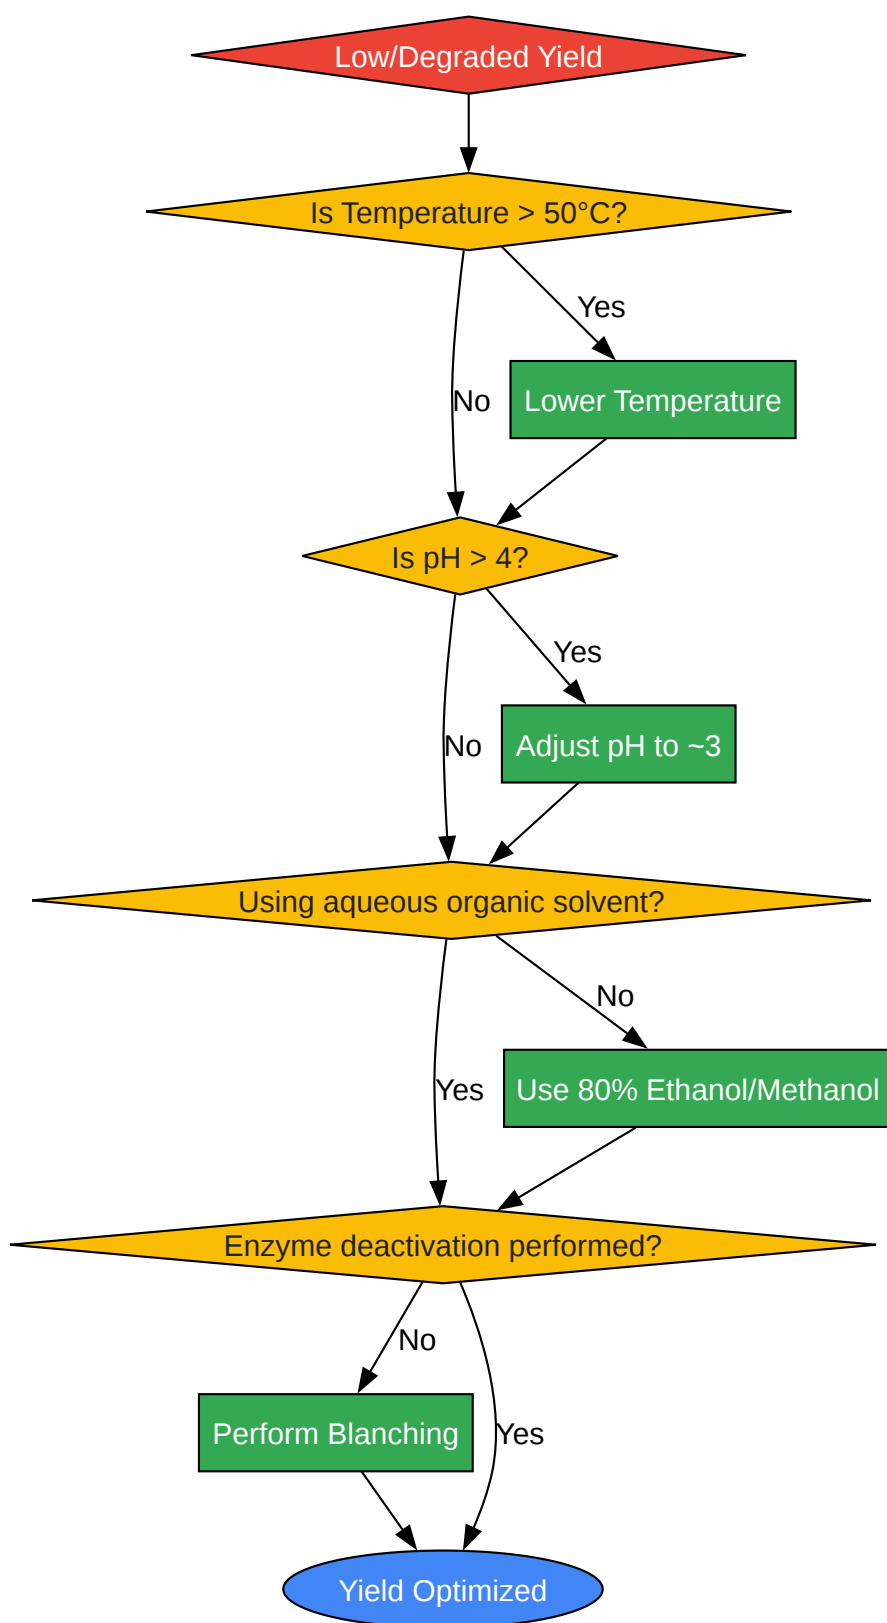 Low/Degraded Yield
Is Temperature > 50°C?
Yes
No
Lower Temperature
Is pH > 4?
Yes
No
Adjust pH to ~3
Using aqueous organic solvent?
No
Yes
Use 80% Ethanol/Methanol
Enzyme deactivation performed?
No
Perform Blanching
Yes
Yield Optimized